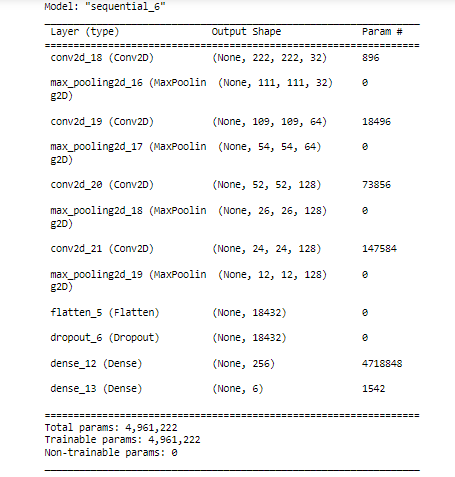 Model: "sequential_6"
Layer (type) Output Shape Param #
conv2d_18 (Conv2D) (None, 222, 222, 32) 896
max_pooling2d_16 (MaxPoolin (None, 111, 111, 32) 0
g2D)
conv2d_19 (Conv2D) (None, 109, 109, 64) 18496
max_pooling2d_17 (MaxPoolin (None, 54, 54, 64) 0
g2D)
conv2d_20 (Conv2D) (None, 52, 52, 128) 73856
max_pooling2d_18 (MaxPoolin (None, 26, 26, 128) 0
g2D)
conv2d_21 (Conv2D) (None, 24, 24, 128) 147584
max_pooling2d_19 (MaxPoolin (None, 12, 12, 128) 0
g2D)
flatten_5 (Flatten) (None, 18432) 0
dropout_6 (Dropout) (None, 18432) 0
dense_12 (Dense) (None, 256) 4718848
dense_13 (Dense) (None, 6) 1542
Total params: 4,961,222
Trainable params: 4,961,222
Non-trainable params: 0